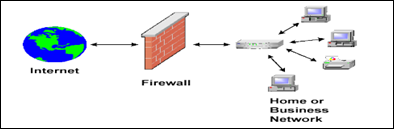 Internet
Firewall
Home or
Business
Network